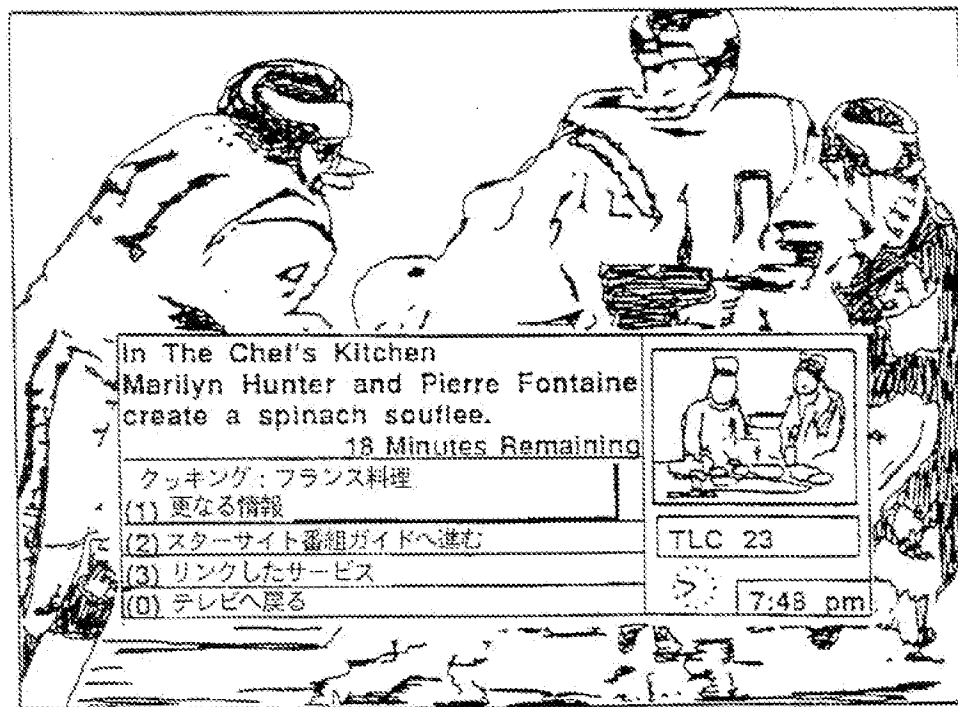 In The Chef's Kitchen
Marilyn Hunter and Pierre Fontaine
create a spinach souflee.
18 Minutes Remaining
クッキング：フランス料理
(1) 更なる情報
(2) スターサイト番組ガイドへ進む
(3) リンクしたサービス
(0) テレビへ戻る
TLC 23
7:48 pm